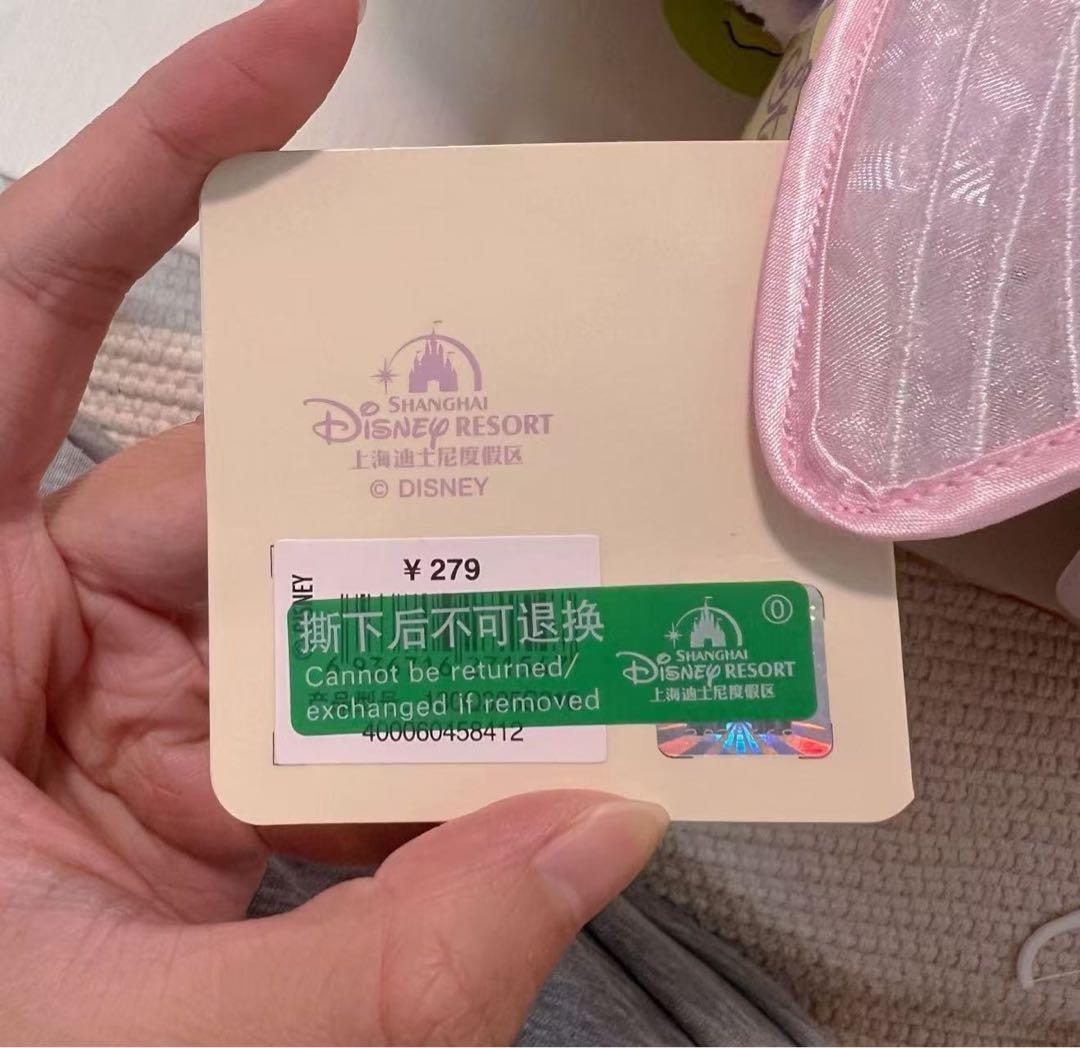 SHANGHAI
Disney RESORT
上海迪士尼度假区
© DISNEY
¥ 279
撕下后不可退换
Cannot be returned/
exchanged if removed
400060458412
SHANGHAI
Disney RESORT
上海迪士尼度假区